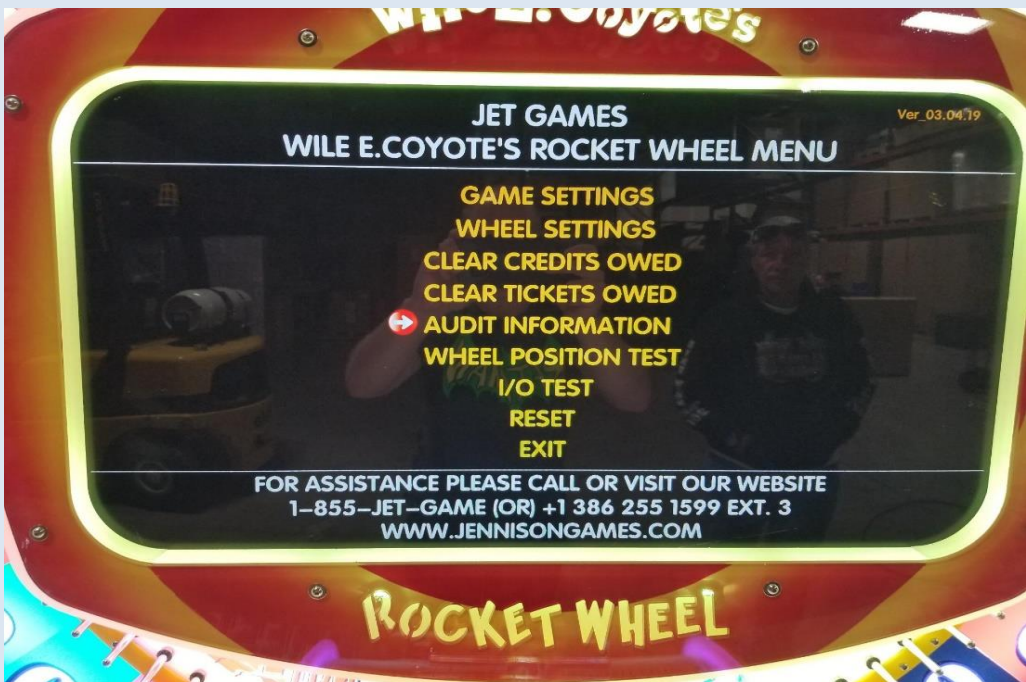 Wile E. Coyote's
JET GAMES
Ver_03.04.19
WILE E.COYOTE'S ROCKET WHEEL MENU
GAME SETTINGS
WHEEL SETTINGS
CLEAR CREDITS OWED
CLEAR TICKETS OWED
AUDIT INFORMATION
WHEEL POSITION TEST
I/O TEST
RESET
EXIT
FOR ASSISTANCE PLEASE CALL OR VISIT OUR WEBSITE
1-855-JET-GAME (OR) +1 386 255 1599 EXT. 3
WWW.JENNISONGAMES.COM
ROCKET WHEEL